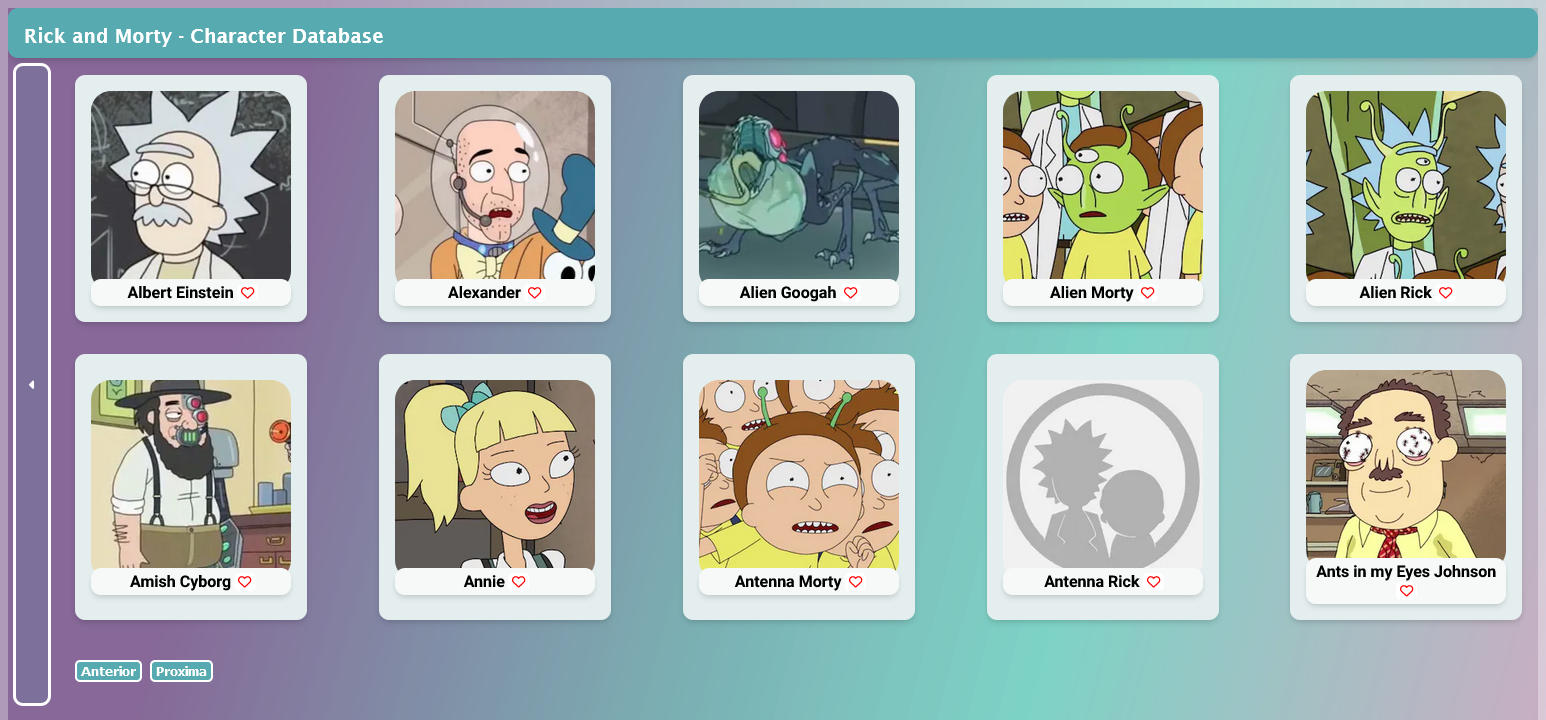 Rick and Morty - Character Database
Albert Einstein
Alexander
Alien Googah
Alien Morty
Alien Rick
Amish Cyborg
Annie
Antenna Morty
Antenna Rick
Ants in my Eyes Johnson
Anterior
Proxima